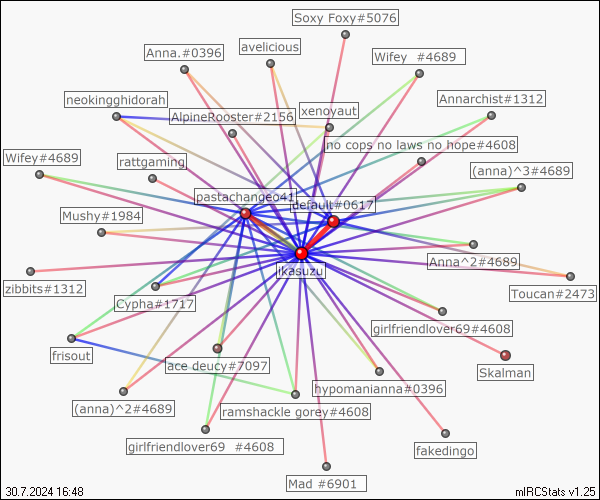 Soxy Foxy#5076
Anna.#0396
avelicious
Wifey  #4689
neokingghidorah
AlpineRooster#2156
xenovaut
Annarchist#1312
no cops no laws no hope#4608
Wifey#4689
rattgaming
(anna)^3#4689
pastachangeo41
default#0617
Mushy#1984
Anna^2#4689
ikasuzu
zibbits#1312
Cypha#1717
Toucan#2473
girlfriendlover69#4608
frisout
ace deucy#7097
Skalman
hypomanianna#0396
(anna)^2#4689
ramshackle gorey#4608
girlfriendlover69  #4608
fakedingo
Mad #6901
30.7.2024 16:48
mIRCStats v1.25